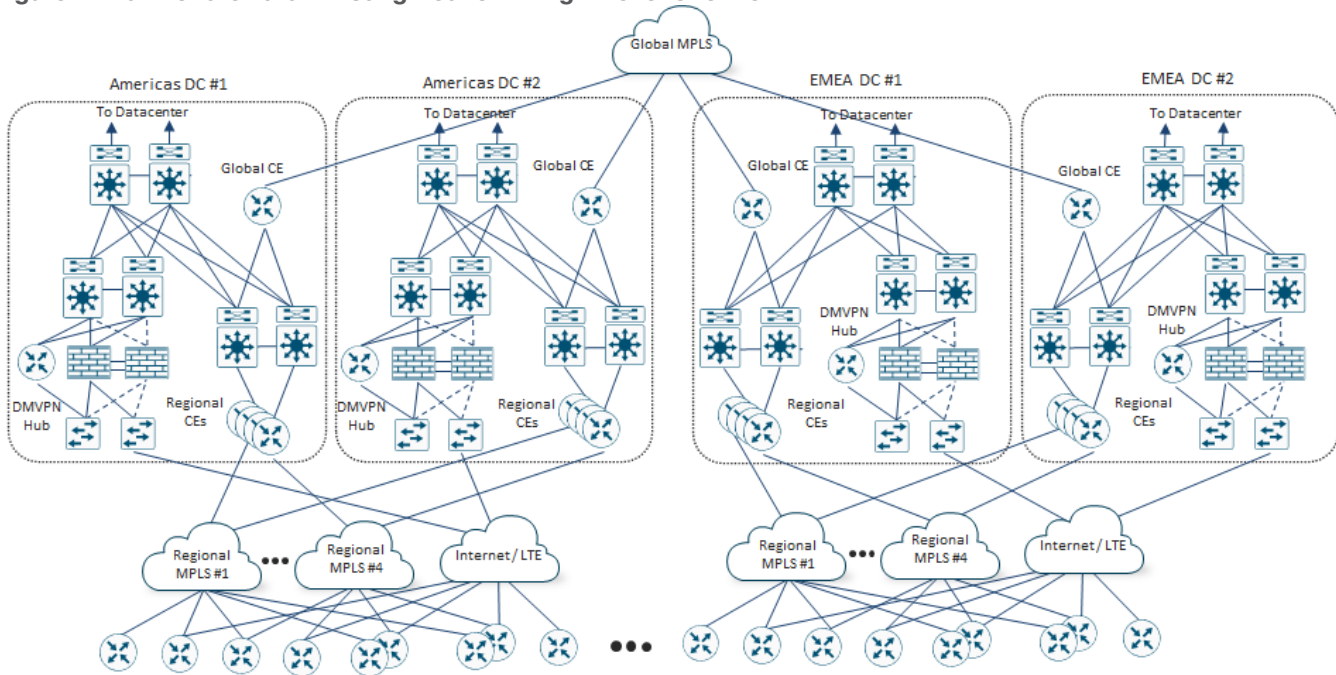 Global MPLS
Americas DC #1
Americas DC #2
EMEA DC #1
EMEA DC #2
To Datacenter
To Datacenter
To Datacenter
To Datacenter
Global CE
Global CE
Global CE
Global CE
DMVPN
Hub
DMVPN
Hub
DMVPN
Hub
DMVPN
Hub
Regional
CEs
Regional
CEs
Regional
CEs
Regional
CEs
Regional
MPLS #1
Regional
MPLS #4
Internet/ LTE
Regional
MPLS #1
Regional
MPLS #4
Internet/ LTE